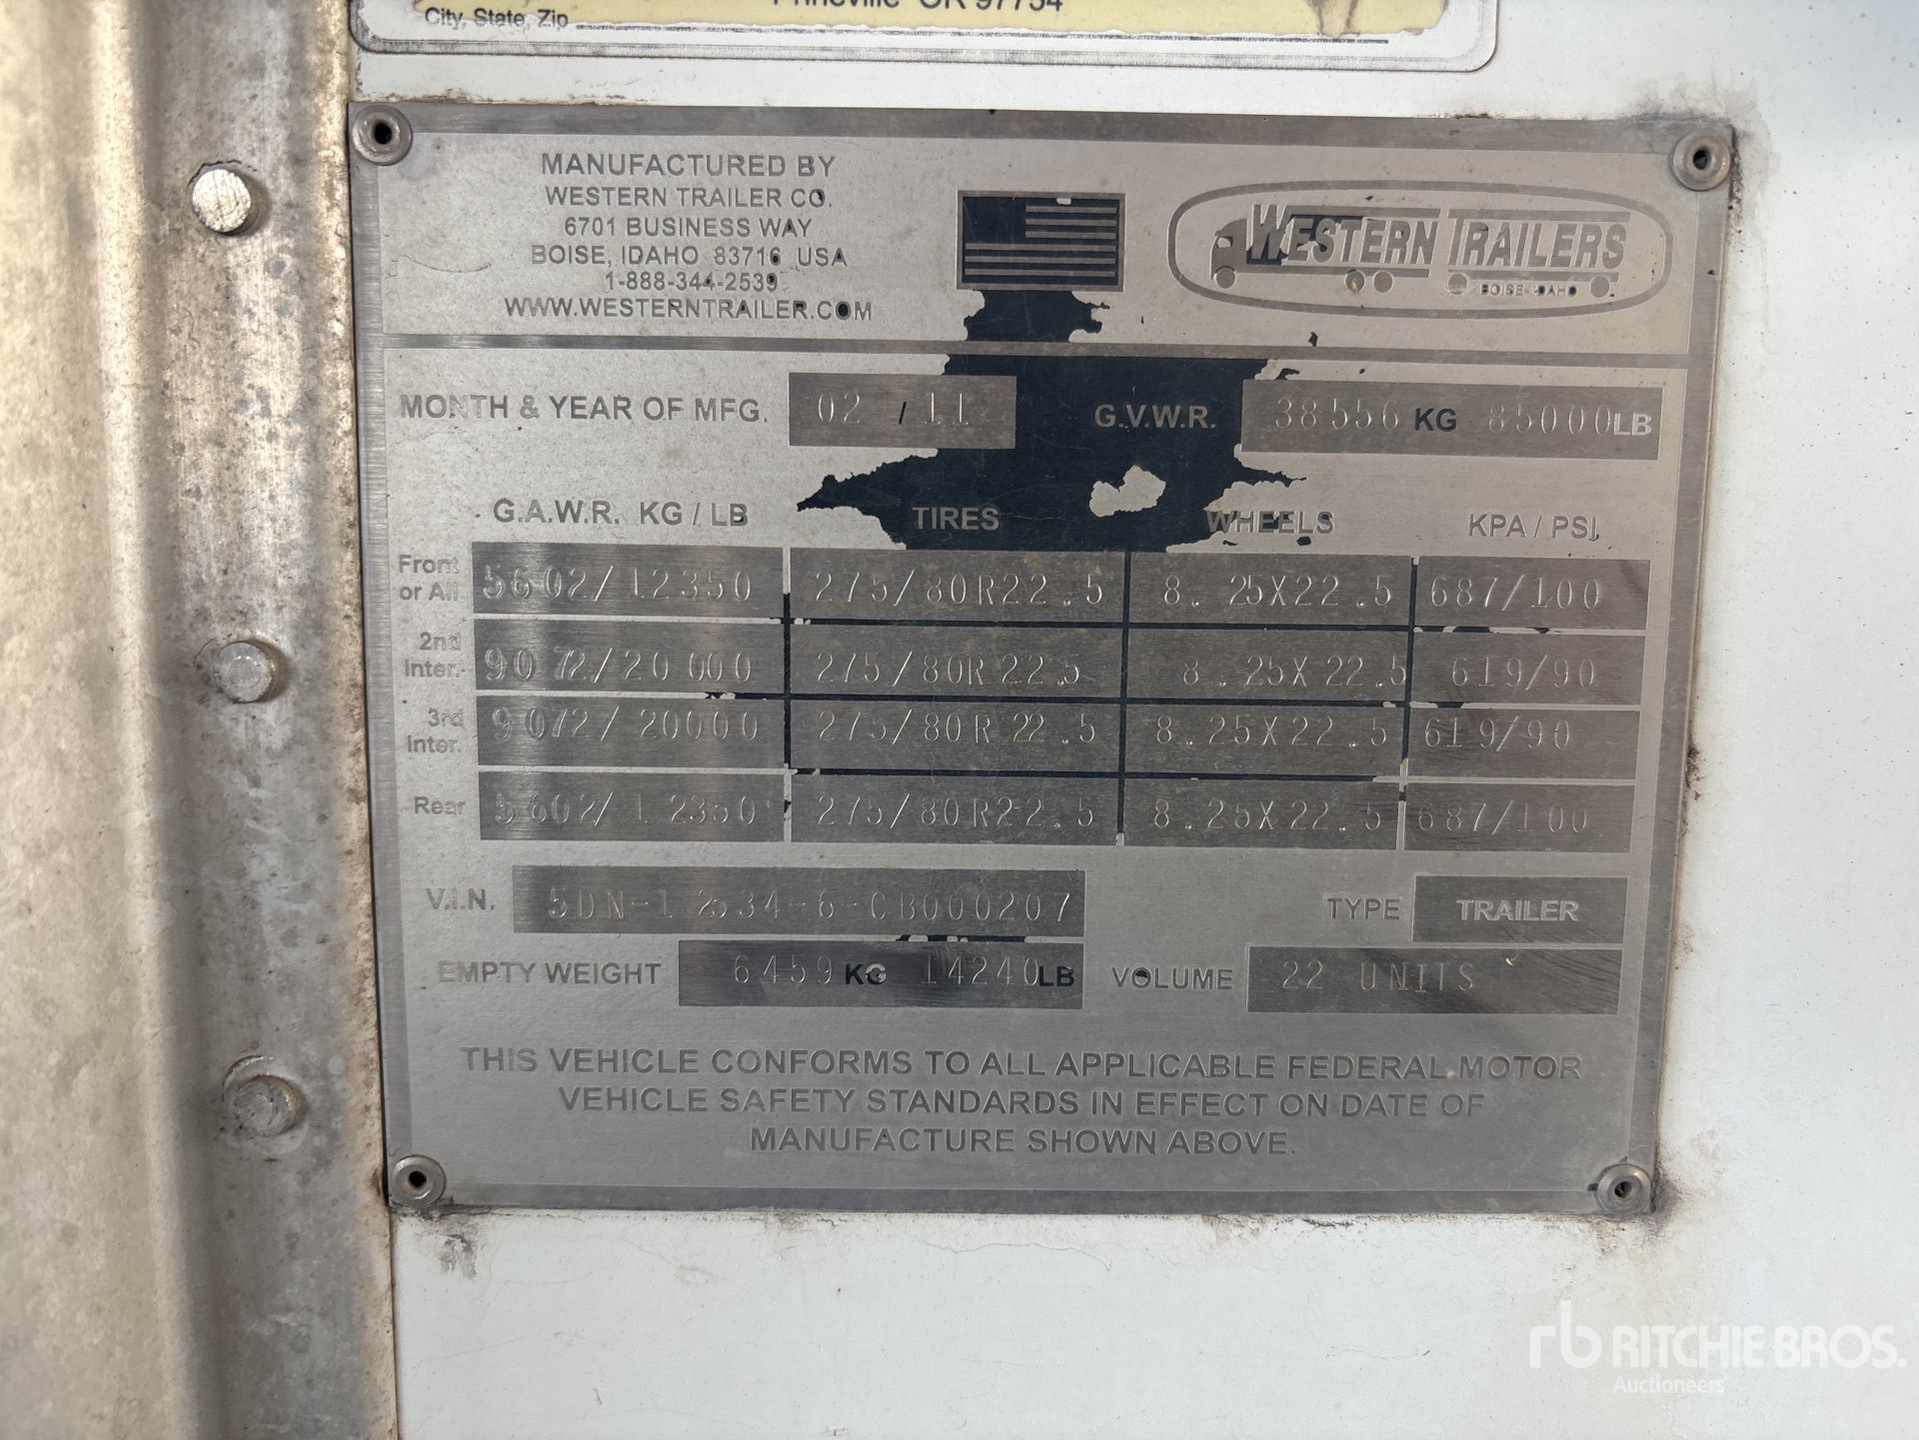 Prineville OR 97754
City, State, Zip
MANUFACTURED BY
WESTERN TRAILER CO.
6701 BUSINESS WAY
BOISE, IDAHO 83716 USA
1-888-344-2539
WWW.WESTERNTRAILER.COM
WESTERN TRAILERS
BOISE IDAHO
MONTH & YEAR OF MFG. 02 / 11 G.V.W.R. 38556 KG 85000 LB
G.A.W.R. KG / LB TIRES WHEELS KPA / PSI
Front or All 5602/12350 275/80R22.5 8.25X22.5 687/100
2nd Inter. 9072/20000 275/80R22.5 8.25X22.5 619/90
3rd Inter. 9072/20000 275/80R22.5 8.25X22.5 619/90
Rear 5602/12350 275/80R22.5 8.25X22.5 687/100
V.I.N. 5DN-1 34-6-CB000207 TYPE TRAILER
EMPTY WEIGHT 6459 KG 14240 LB VOLUME 22 UNITS
THIS VEHICLE CONFORMS TO ALL APPLICABLE FEDERAL MOTOR
VEHICLE SAFETY STANDARDS IN EFFECT ON DATE OF
MANUFACTURE SHOWN ABOVE.
rb RITCHIE BROS.
Auctioneers